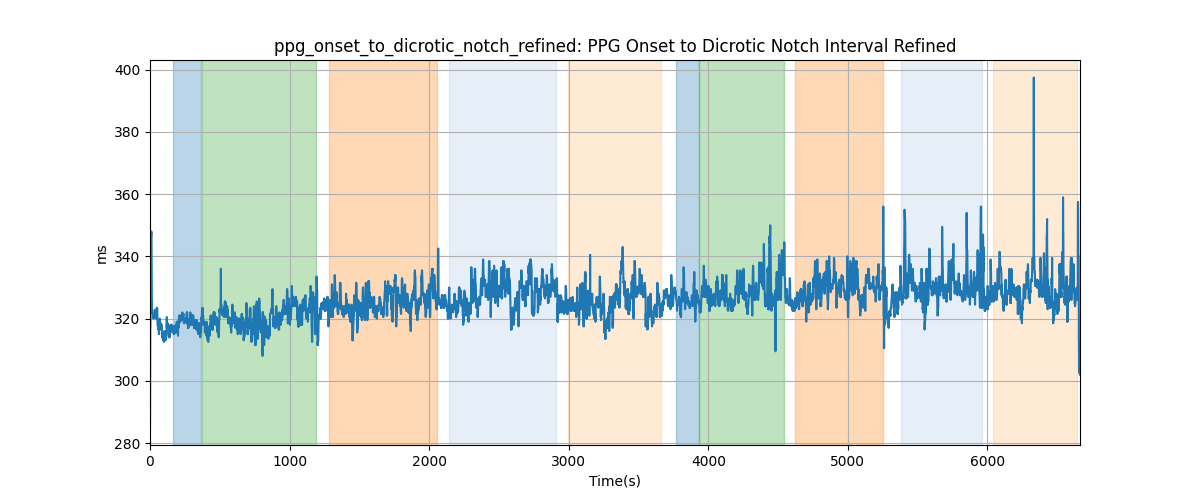 ppg_onset_to_dicrotic_notch_refined: PPG Onset to Dicrotic Notch Interval Refined
400
380
360
340
320
300
280
ms
0 1000 2000 3000 4000 5000 6000
Time(s)